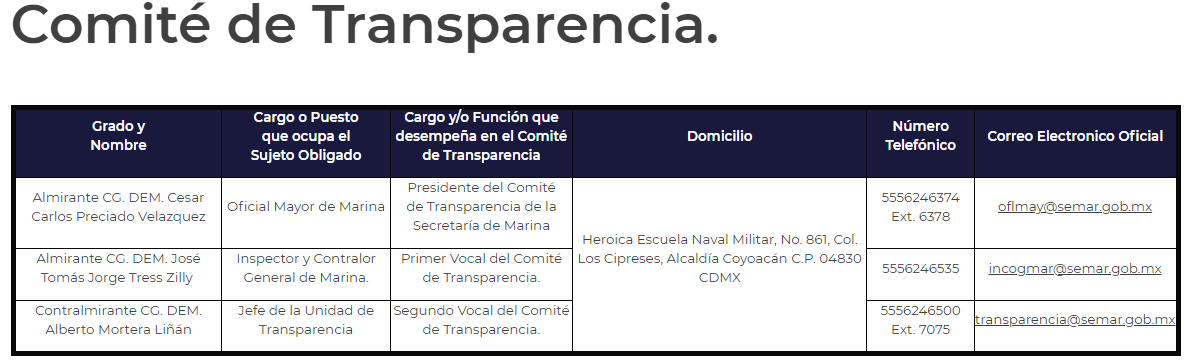 Comité de Transparencia.
Grado y
Nombre
Cargo o Puesto
que ocupa el
Sujeto Obligado
Cargo y/o Función que
desempeña en el Comité
de Transparencia
Domicilio
Número
Telefónico
Correo Electronico Oficial
Almirante CG. DEM. Cesar
Carlos Preciado Velazquez
Oficial Mayor de Marina
Presidente del Comité
de Transparencia de la
Secretaría de Marina
Heroica Escuela Naval Militar, No. 861, Col.
Los Cipreses, Alcaldía Coyoacán C.P. 04830
CDMX
5556246374
Ext. 6378
oflmay@semar.gob.mx
Almirante CG. DEM. José
Tomás Jorge Tress Zilly
Inspector y Contralor
General de Marina.
Primer Vocal del Comité
de Transparencia.
5556246535
incogmar@semar.gob.mx
Contralmirante CG. DEM.
Alberto Mortera Liñán
Jefe de la Unidad de
Transparencia
Segundo Vocal del Comité
de Transparencia.
5556246500
Ext. 7075
transparencia@semar.gob.mx